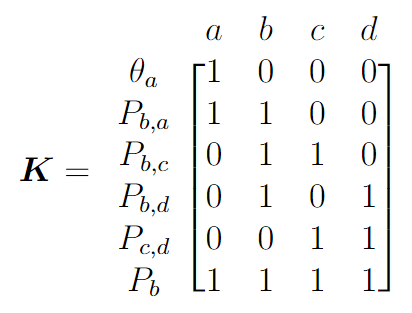 a b c d
θ_a 1 0 0 0
P_{b,a} 1 1 0 0
P_{b,c} 0 1 1 0
K = P_{b,d} 0 1 0 1
P_{c,d} 0 0 1 1
P_b 1 1 1 1